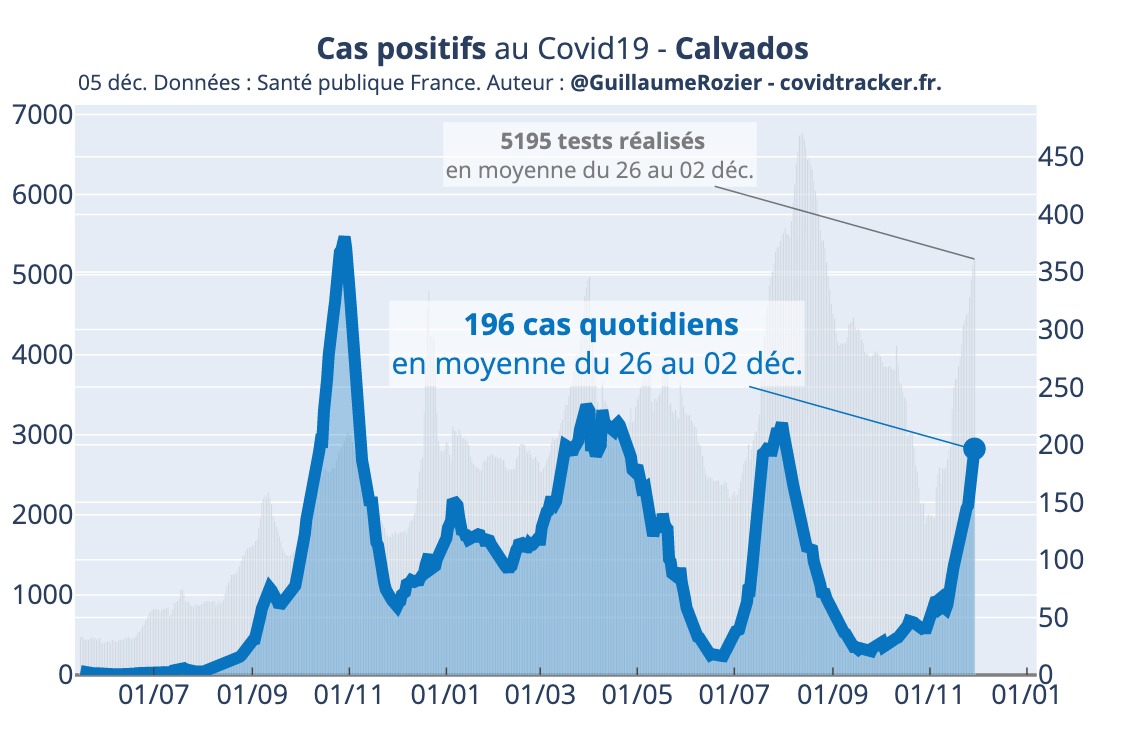 Cas positifs au Covid19 - Calvados
05 déc. Données : Santé publique France. Auteur : @GuillaumeRozier - covidtracker.fr.
7000
6000
5000
4000
3000
2000
1000
0
5195 tests réalisés
en moyenne du 26 au 02 déc.
196 cas quotidiens
en moyenne du 26 au 02 déc.
450
400
350
300
250
200
150
100
50
0
01/07 01/09 01/11 01/01 01/03 01/05 01/07 01/09 01/11 01/01